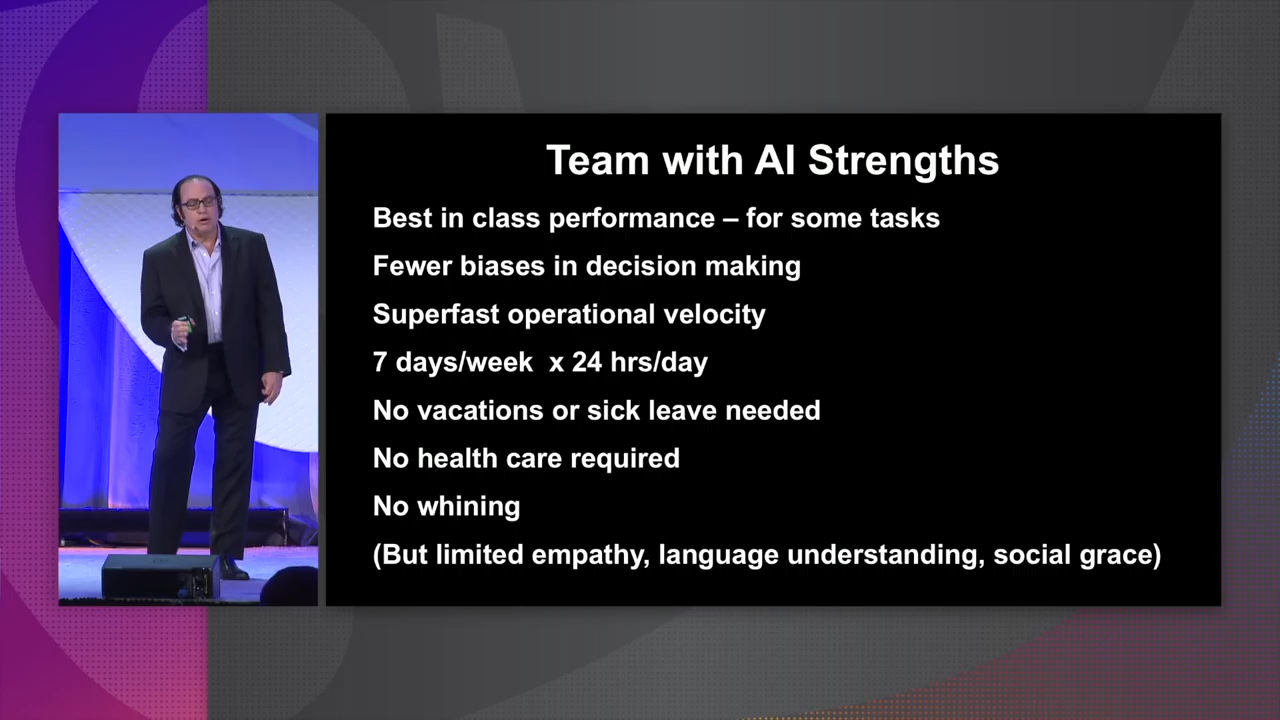 Team with AI Strengths
Best in class performance – for some tasks
Fewer biases in decision making
Superfast operational velocity
7 days/week  x 24 hrs/day
No vacations or sick leave needed
No health care required
No whining
(But limited empathy, language understanding, social grace)